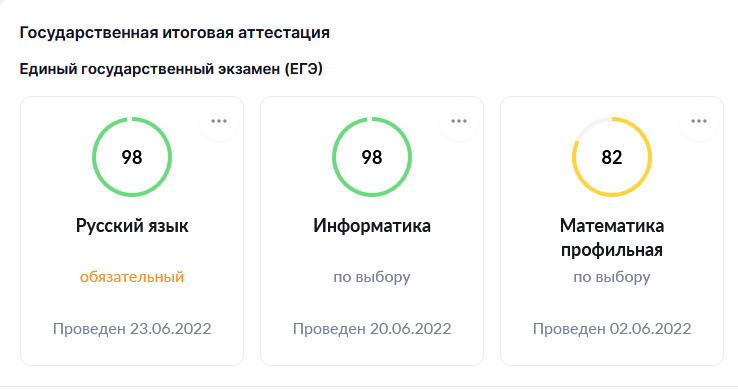 Государственная итоговая аттестация
Единый государственный экзамен (ЕГЭ)
98
Русский язык
обязательный
Проведен 23.06.2022
98
Информатика
по выбору
Проведен 20.06.2022
82
Математика
профильная
по выбору
Проведен 02.06.2022